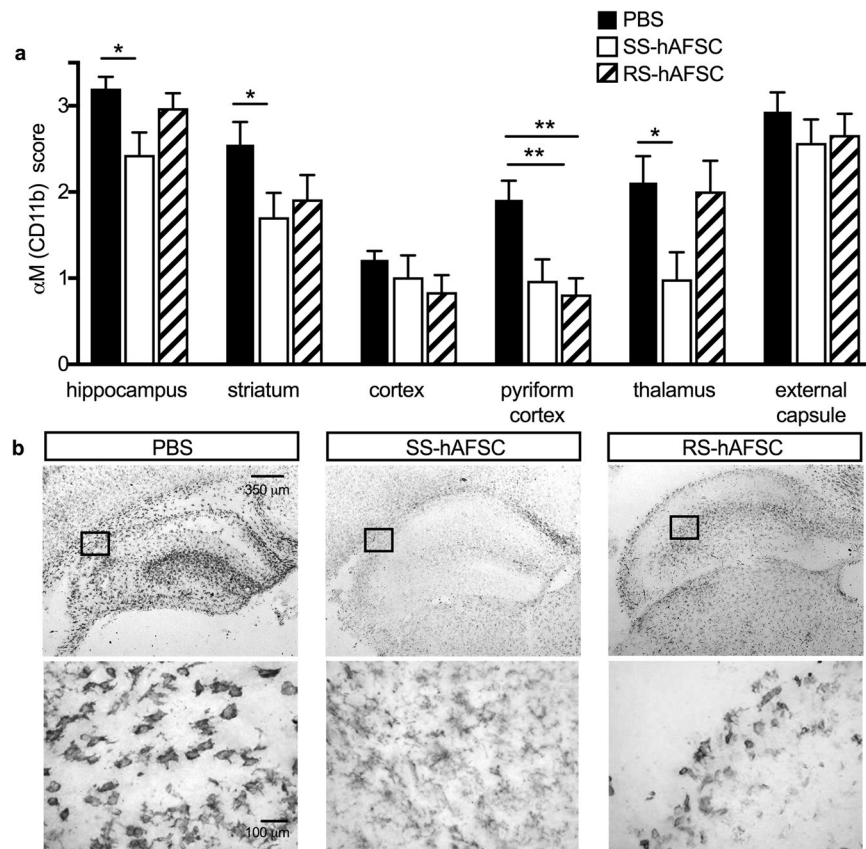 PBS
SS-hAFSC
RS-hAFSC
a
* * ** ** *
αM (CD11b) score
3
2
1
0
hippocampus striatum cortex pyriform cortex thalamus external capsule
b
PBS SS-hAFSC RS-hAFSC
350 µm
100 µm